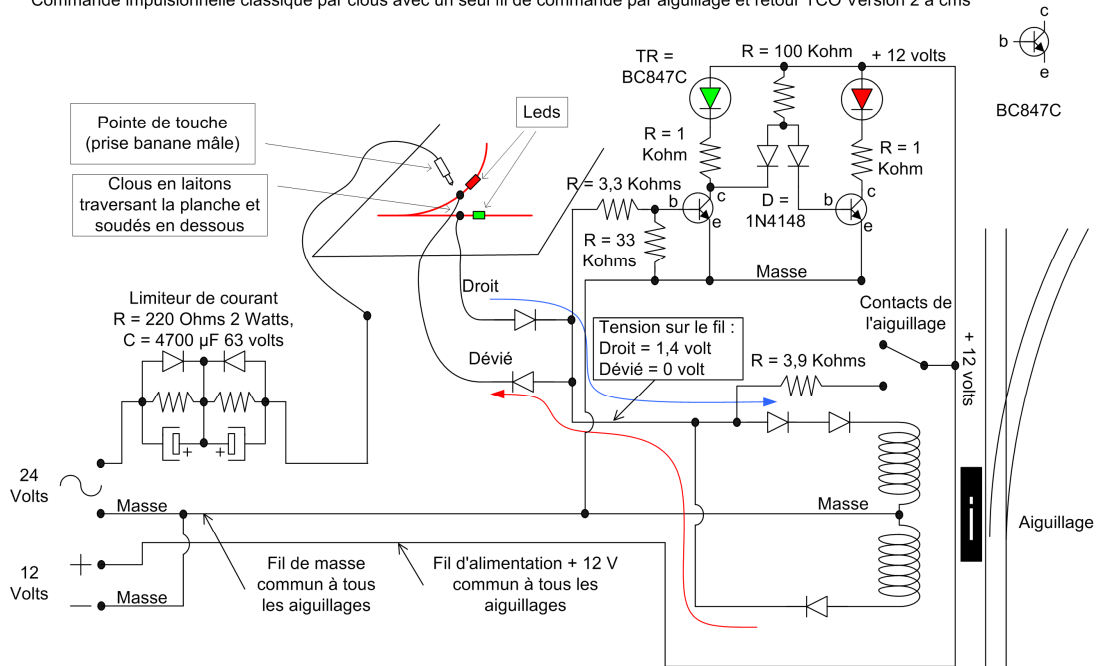 Commande impulsionnelle classique par clous avec un seul fil de commande par aiguillage et retour TCO Version 2 à cms
c
b
e
BC847C
TR =
BC847C
R = 100 Kohm
+ 12 volts
Pointe de touche
(prise banane mâle)
Leds
R = 1
Kohm
R = 1
Kohm
Clous en laitons
traversant la planche et
soudés en dessous
R = 3,3 Kohms
c
b
e
D =
1N4148
c
b
e
R = 33
Kohms
Masse
Droit
Limiteur de courant
R = 220 Ohms 2 Watts,
C = 4700 µF 63 volts
Contacts de
l'aiguillage
Tension sur le fil :
Droit = 1,4 volt
Dévié = 0 volt
+ 12 volts
Dévié
R = 3,9 Kohms
+
+
24
Volts
Masse
Masse
i
Aiguillage
12
Volts
+
Fil de masse
commun à tous
les aiguillages
Fil d'alimentation + 12 V
commun à tous les
aiguillages
—
Masse